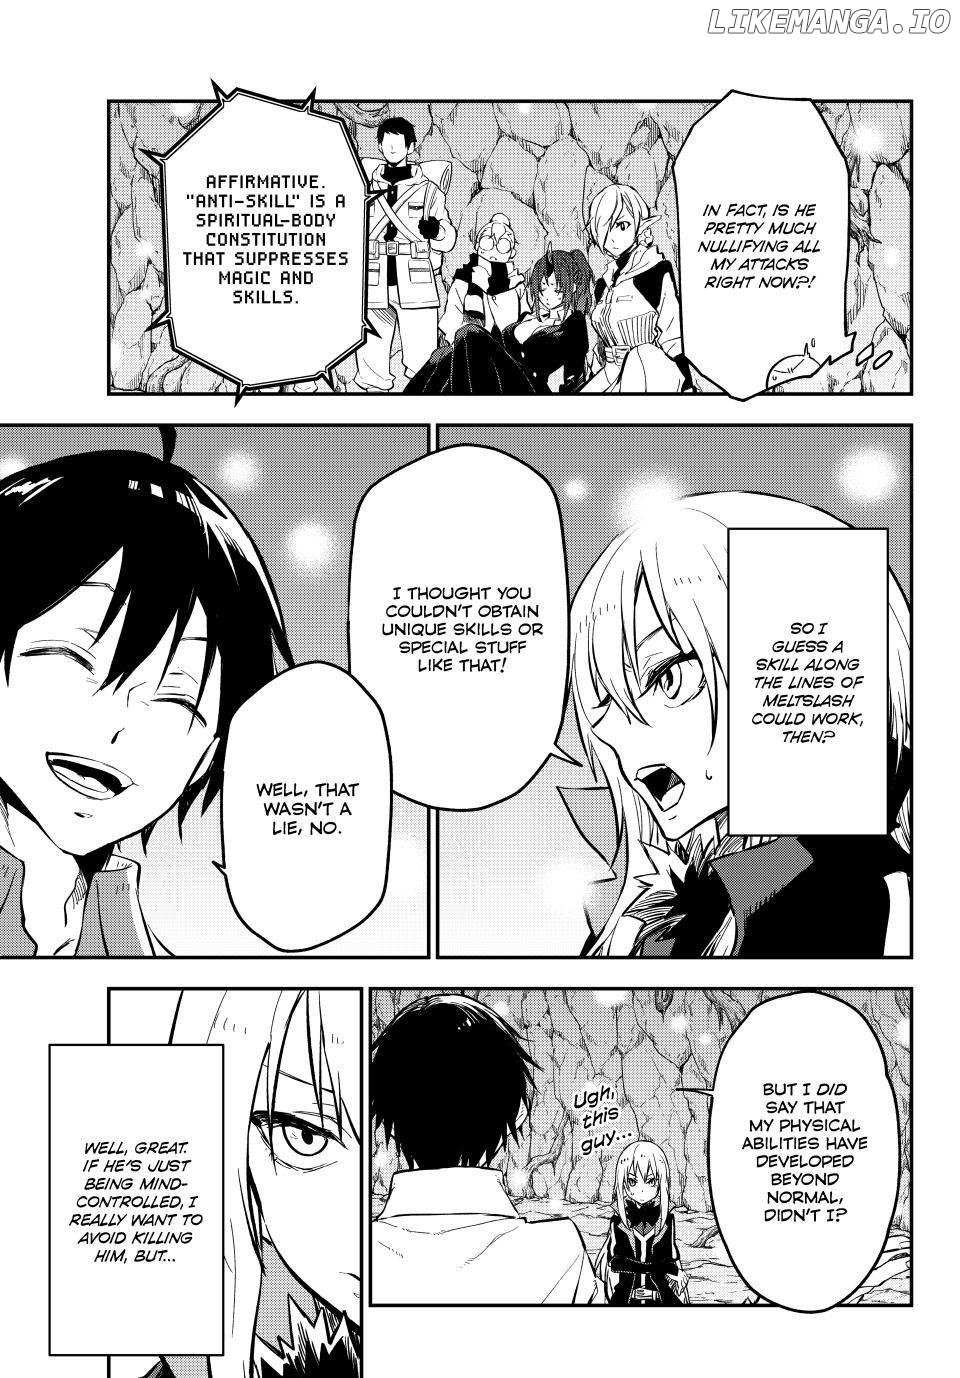 LIKEMANGA.IO
IN FACT, IS HE
PRETTY MUCH
NULLIFYING ALL
MY ATTACKS
RIGHT NOW?!
AFFIRMATIVE.
"ANTI-SKILL" IS A
SPIRITUAL-BODY
CONSTITUTION
THAT SUPPRESSES
MAGIC AND
SKILLS.
SO I
GUESS A
SKILL ALONG
THE LINES OF
MELTSLASH
COULD WORK,
THEN?
I THOUGHT YOU
COULDN'T OBTAIN
UNIQUE SKILLS OR
SPECIAL STUFF
LIKE THAT!
WELL, THAT
WASN'T A
LIE, NO.
BUT I DID
SAY THAT
MY PHYSICAL
ABILITIES HAVE
DEVELOPED
BEYOND
NORMAL,
DIDN'T I?
Ugh,
this
guy...
WELL, GREAT.
IF HE'S JUST
BEING MIND-
CONTROLLED, I
REALLY WANT TO
AVOID KILLING
HIM, BUT...